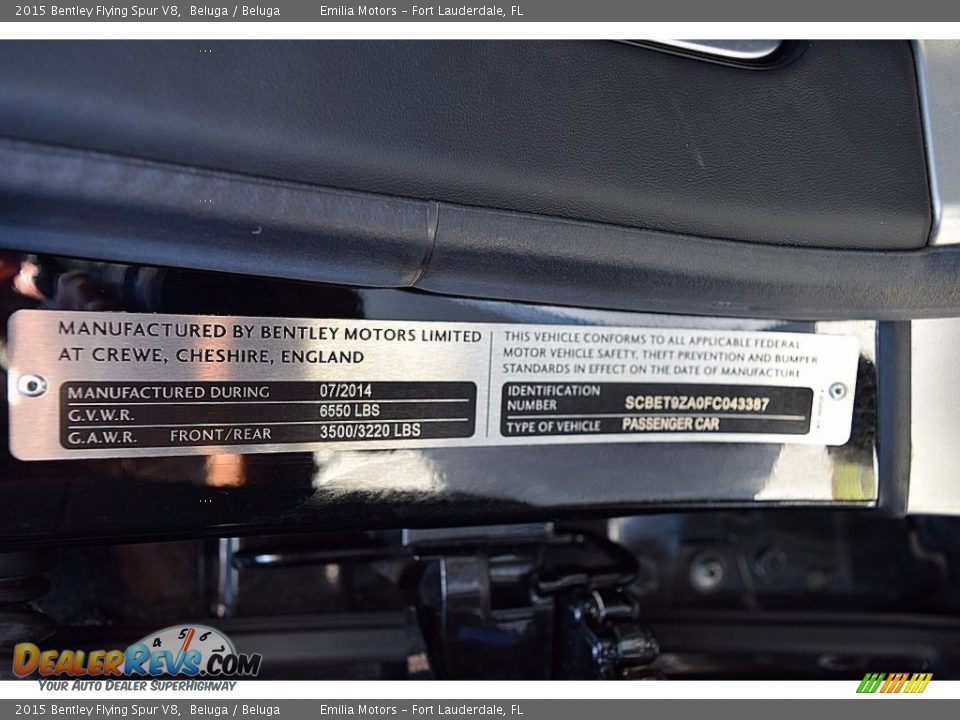 2015 Bentley Flying Spur V8, Beluga / Beluga Emilia Motors - Fort Lauderdale, FL
MANUFACTURED BY BENTLEY MOTORS LIMITED
AT CREWE, CHESHIRE, ENGLAND
MANUFACTURED DURING 07/2014
G.V.W.R. 6550 LBS
G.A.W.R. FRONT/REAR 3500/3220 LBS
THIS VEHICLE CONFORMS TO ALL APPLICABLE FEDERAL
MOTOR VEHICLE SAFETY, THEFT PREVENTION AND BUMPER
STANDARDS IN EFFECT ON THE DATE OF MANUFACTURE
IDENTIFICATION
NUMBER SCBET9ZA0FC043387
TYPE OF VEHICLE PASSENGER CAR
4 5 6
DEALERREVS.COM
YOUR AUTO DEALER SUPERHIGHWAY
2015 Bentley Flying Spur V8, Beluga / Beluga Emilia Motors - Fort Lauderdale, FL